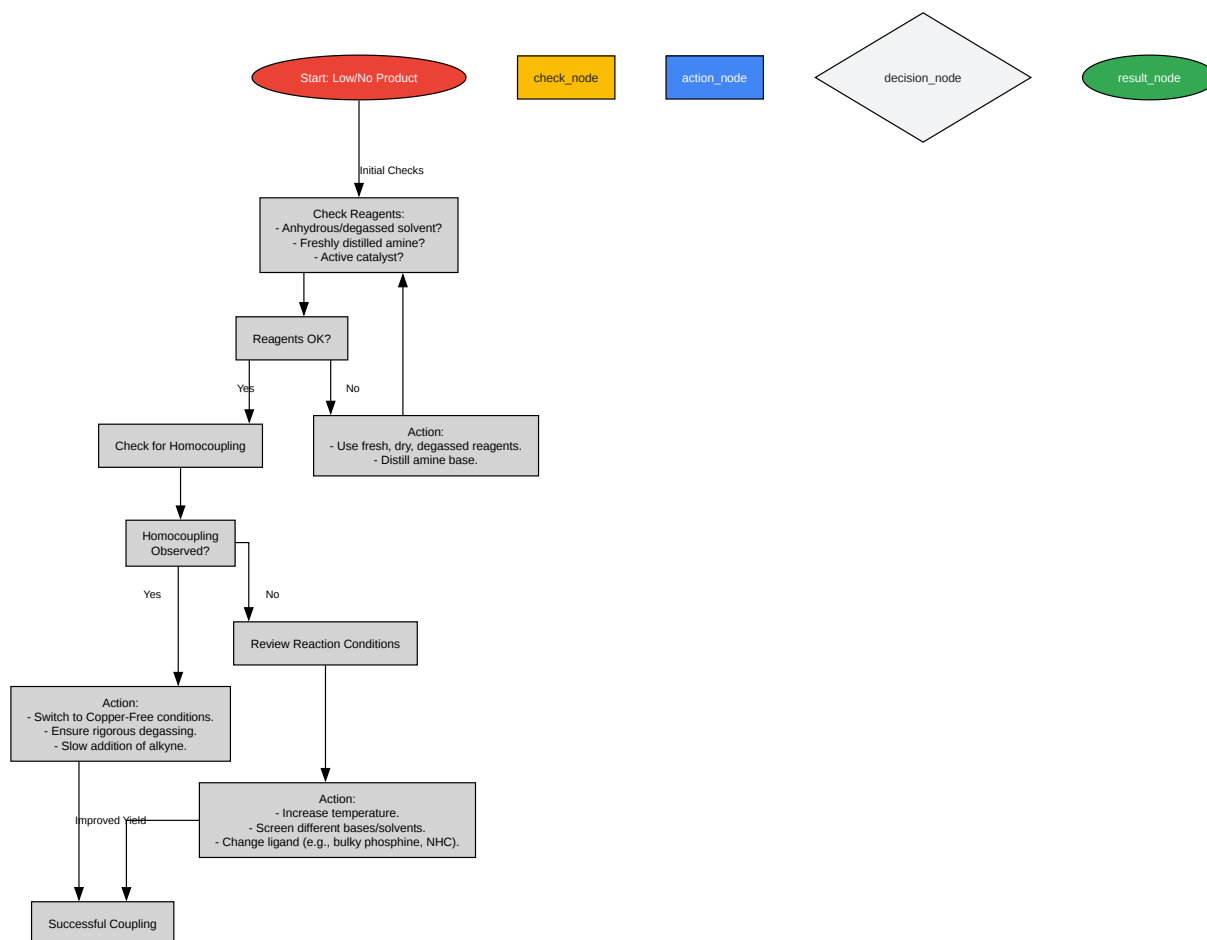 Start: Low/No Product
check_node
action_node
decision_node
result_node
Initial Checks
Check Reagents:
- Anhydrous/degassed solvent?
- Freshly distilled amine?
- Active catalyst?
Reagents OK?
Yes
No
Check for Homocoupling
Action:
- Use fresh, dry, degassed reagents.
- Distill amine base.
Homocoupling
Observed?
Yes
No
Review Reaction Conditions
Action:
- Switch to Copper-Free conditions.
- Ensure rigorous degassing.
- Slow addition of alkyne.
Action:
- Increase temperature.
- Screen different bases/solvents.
- Change ligand (e.g., bulky phosphine, NHC).
Improved Yield
Successful Coupling